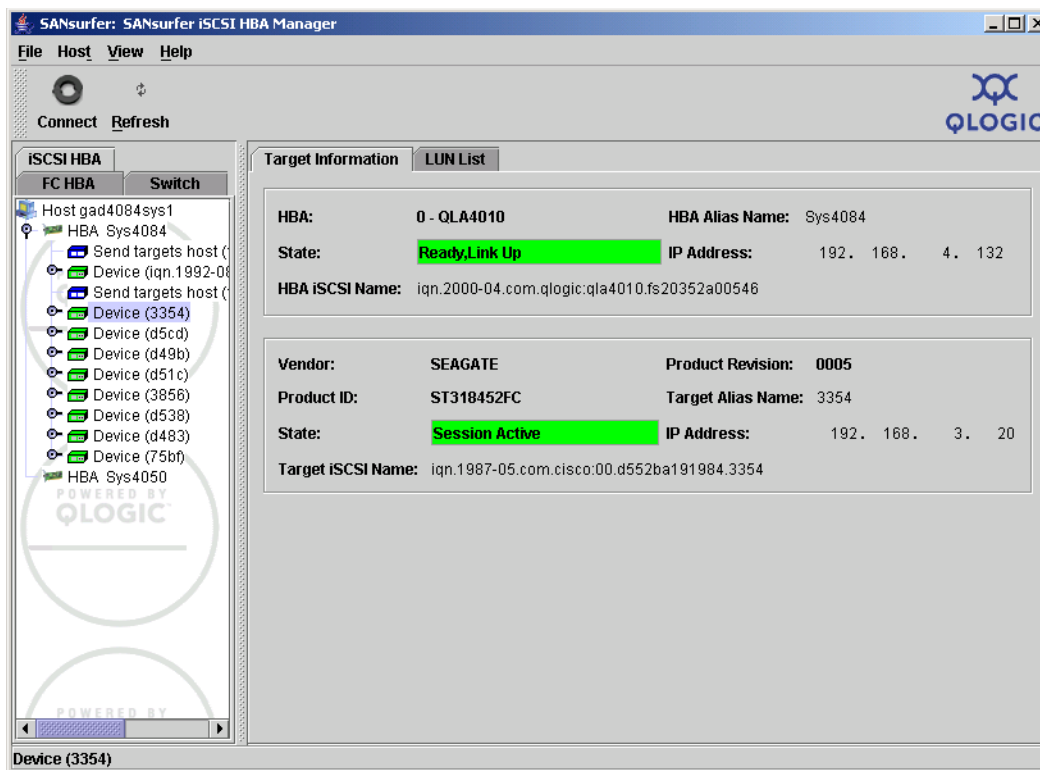 SANsurfer: SANsurfer iSCSI HBA Manager
File Host View Help
Connect Refresh
QLOGIC
iSCSI HBA
FC HBA Switch
Host gad4084sys1
HBA Sys4084
Send targets host (
Device (iqn.1992-08
Send targets host (
Device (3354)
Device (d5cd)
Device (d49b)
Device (d51c)
Device (3856)
Device (d538)
Device (d483)
Device (75bf)
HBA Sys4050
POWERED BY
QLOGIC
POWERED BY
Target Information LUN List
HBA: 0 - QLA4010 HBA Alias Name: Sys4084
State: Ready,Link Up IP Address: 192. 168. 4. 132
HBA iSCSI Name: iqn.2000-04.com.qlogic:qla4010.fs20352a00546
Vendor: SEAGATE Product Revision: 0005
Product ID: ST318452FC Target Alias Name: 3354
State: Session Active IP Address: 192. 168. 3. 20
Target iSCSI Name: iqn.1987-05.com.cisco:00.d552ba191984.3354
Device (3354)